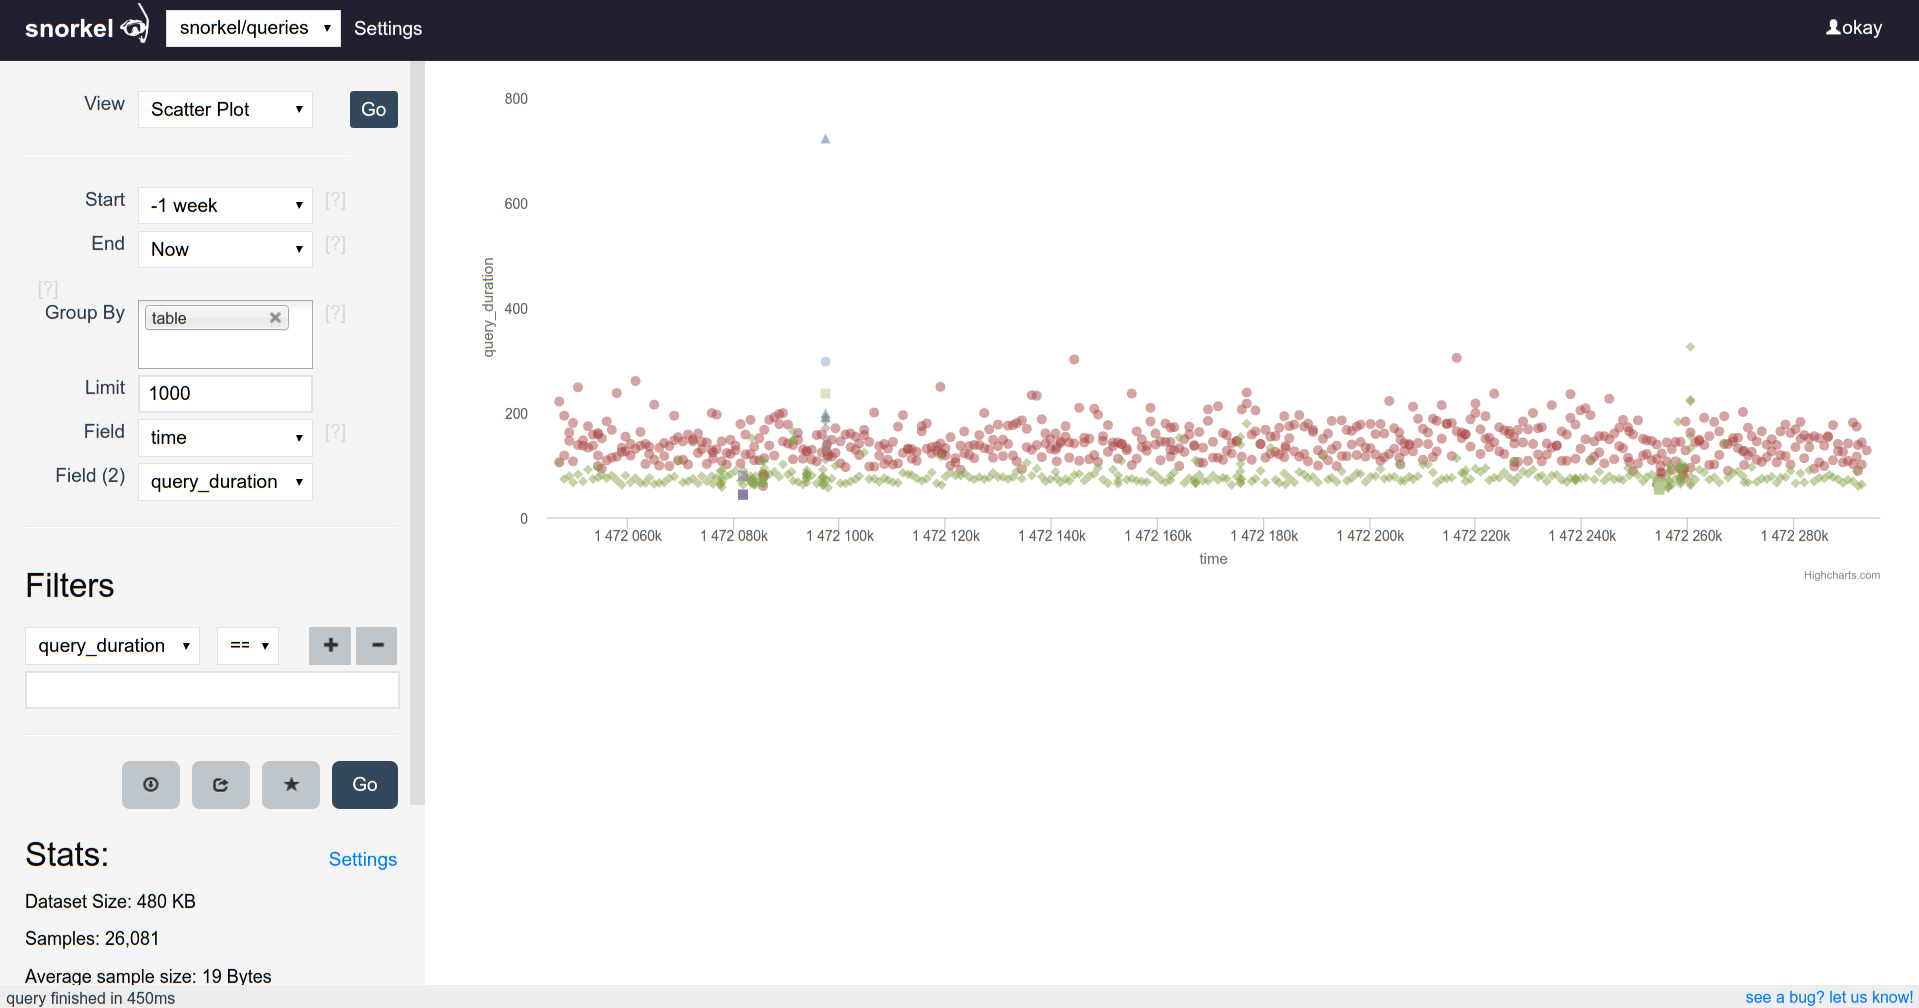 snorkel snorkel/queries Settings okay
View Scatter Plot Go
Start -1 week [?]
End Now [?]
[?]
Group By table [?]
Limit 1000
Field time [?]
Field (2) query_duration
Filters
query_duration ==
Go
Stats: Settings
Dataset Size: 480 KB
Samples: 26,081
Average sample size: 19 Bytes
query finished in 450ms
800
600
400
200
0
query_duration
1 472 060k 1 472 080k 1 472 100k 1 472 120k 1 472 140k 1 472 160k 1 472 180k 1 472 200k 1 472 220k 1 472 240k 1 472 260k 1 472 280k
time
Highcharts.com
see a bug? let us know!